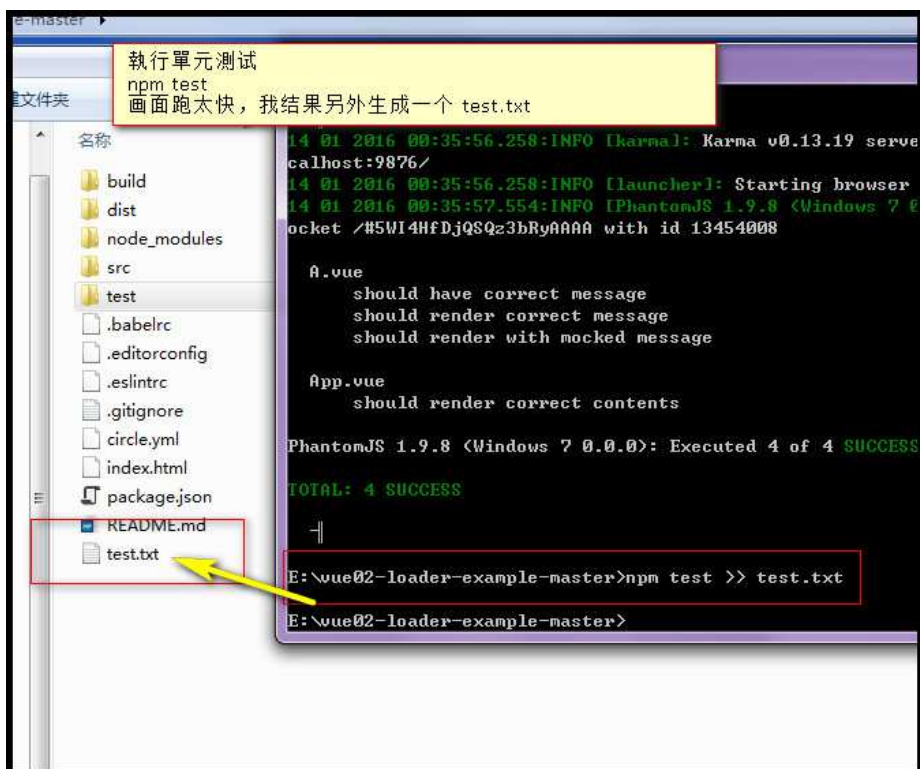 e-master
執行單元測试
npm test
画面跑太快，我结果另外生成一个 test.txt
文件夹
名称
build
dist
node_modules
src
test
.babelrc
.editorconfig
.eslintrc
.gitignore
circle.yml
index.html
package.json
README.md
test.txt
14 01 2016 00:35:56.258:INFO [karma]: Karma v0.13.19 serve
calhost:9876/
14 01 2016 00:35:56.258:INFO [launcher]: Starting browser
14 01 2016 00:35:57.554:INFO [PhantomJS 1.9.8 (Windows 7 0
ocket /#5WI4HfDjQSQz3bRyAAAA with id 13454008
A.vue
should have correct message
should render correct message
should render with mocked message
App.vue
should render correct contents
PhantomJS 1.9.8 (Windows 7 0.0.0): Executed 4 of 4 SUCCESS
TOTAL: 4 SUCCESS
E:\vue02-loader-example-master>npm test >> test.txt
E:\vue02-loader-example-master>